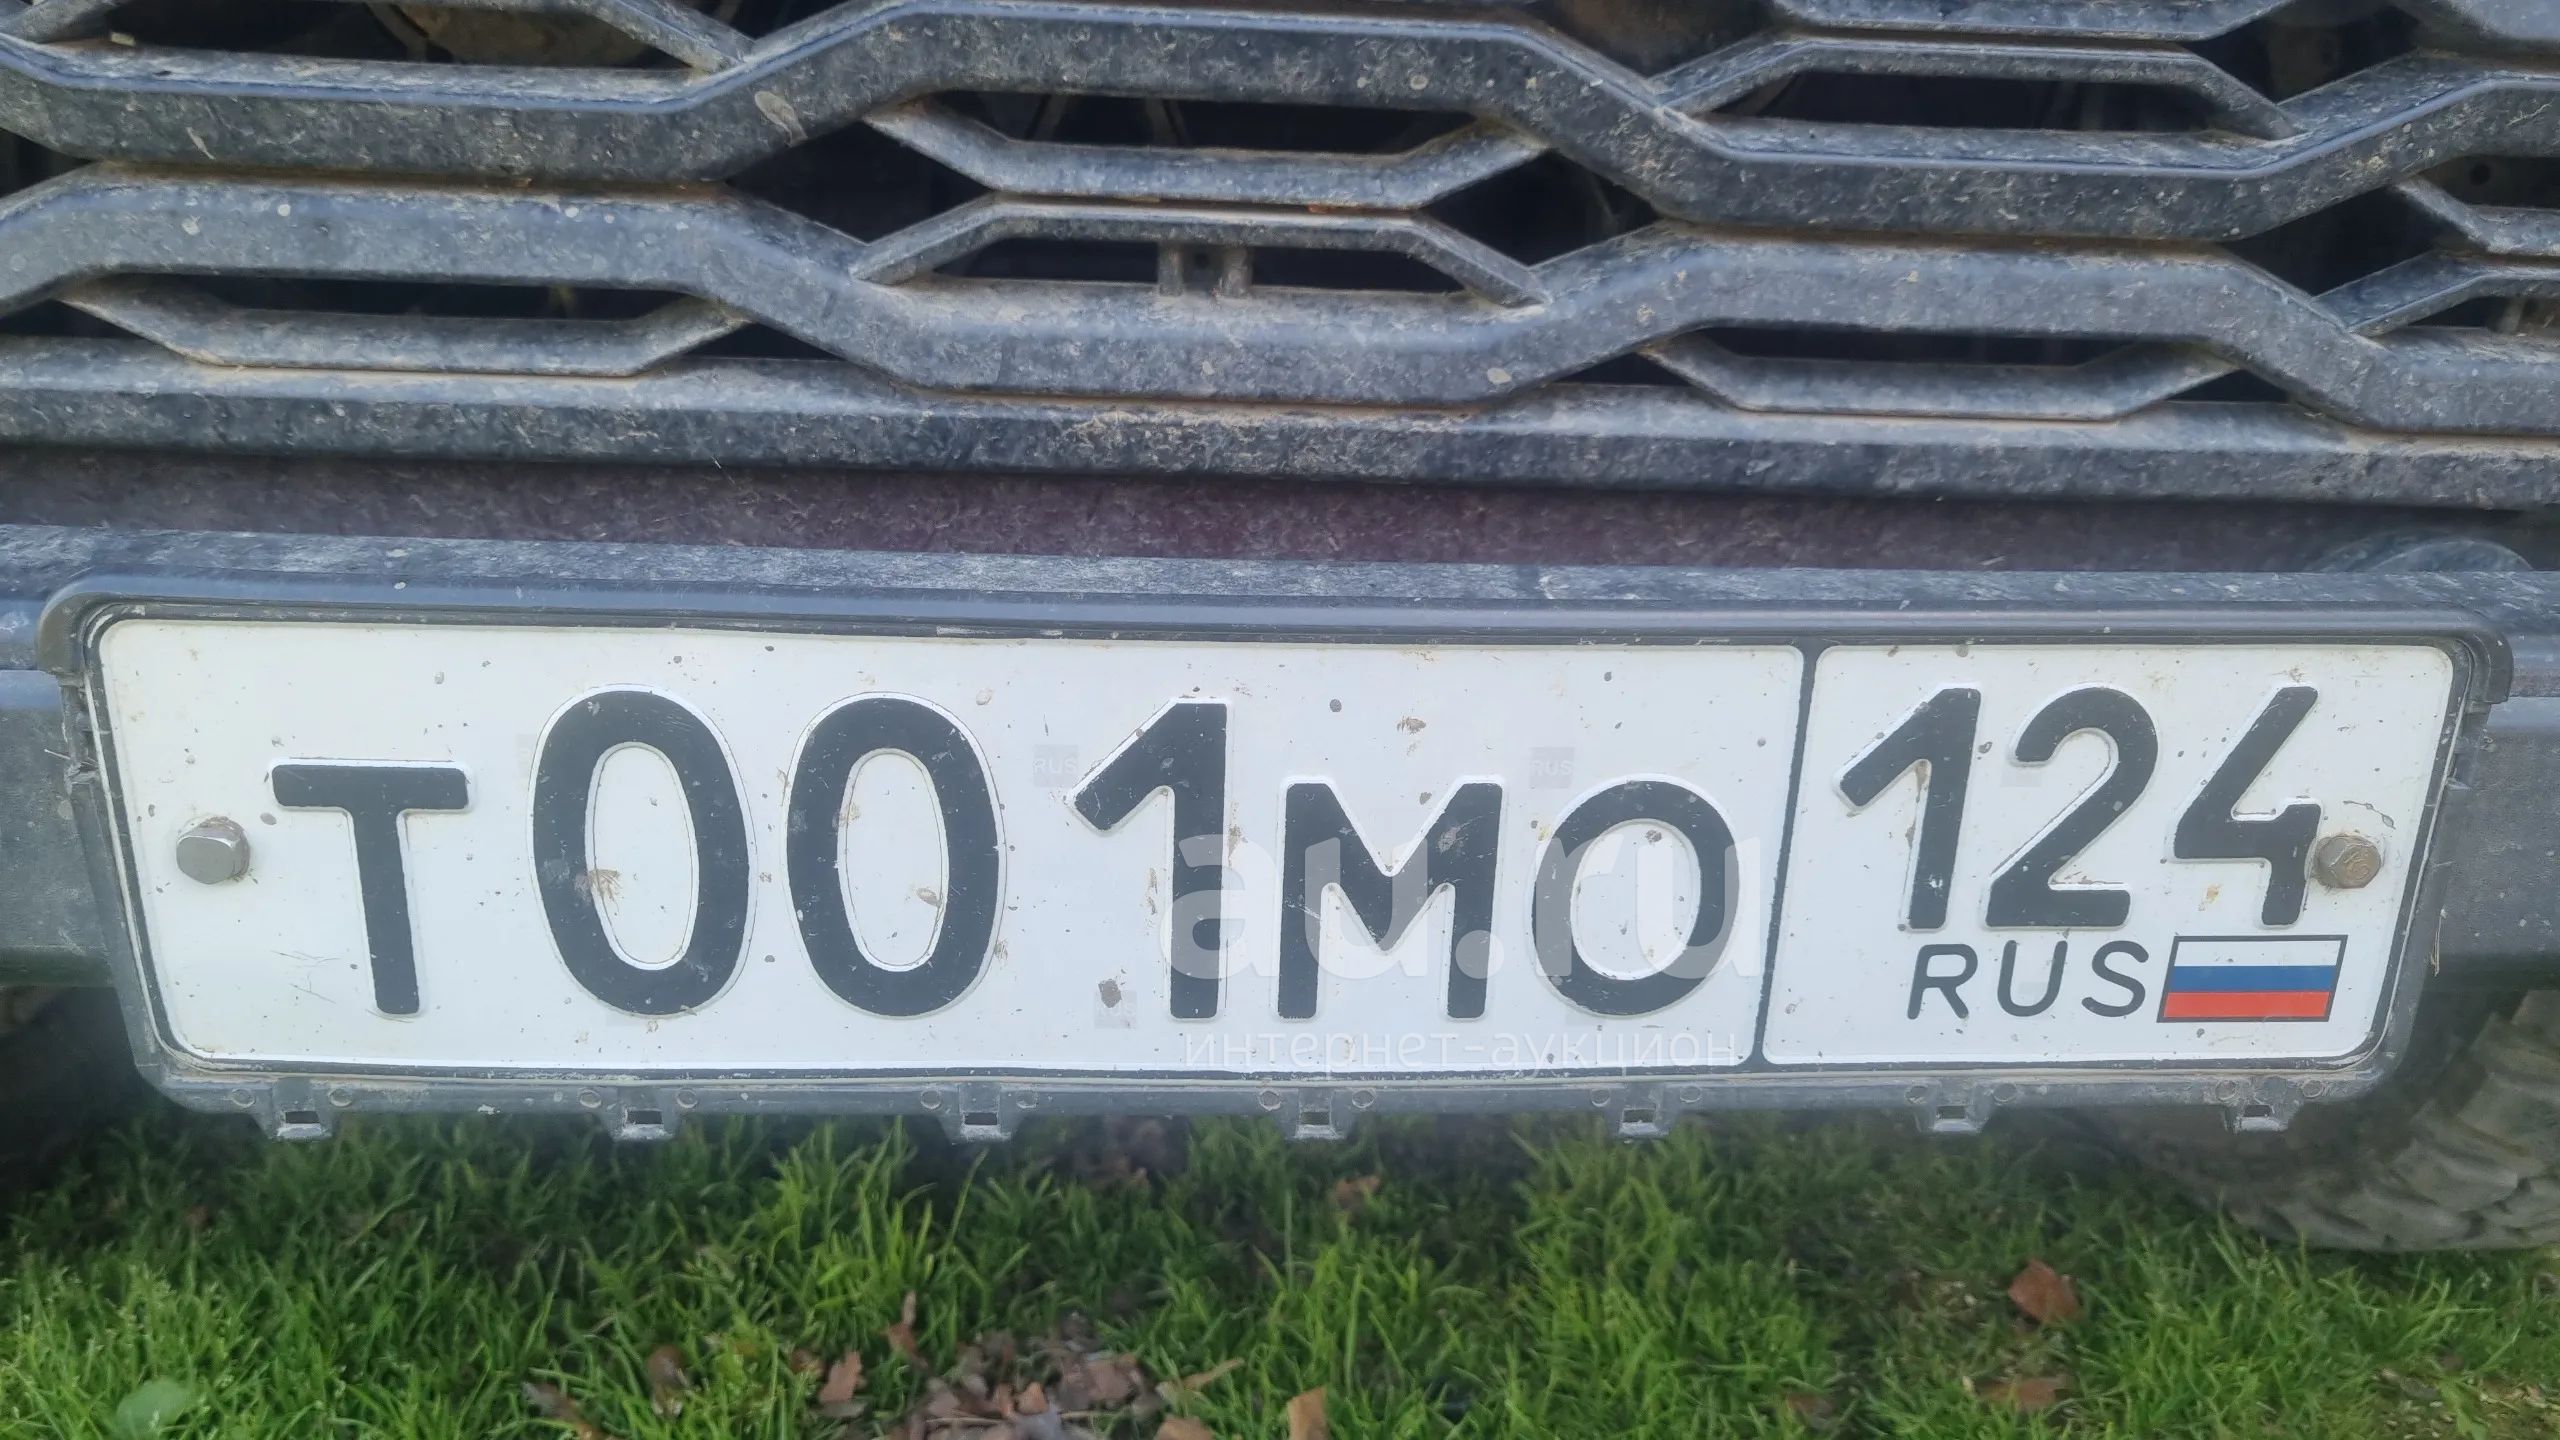 Т001МО 124
RUS
au.ru
интернет-аукцион